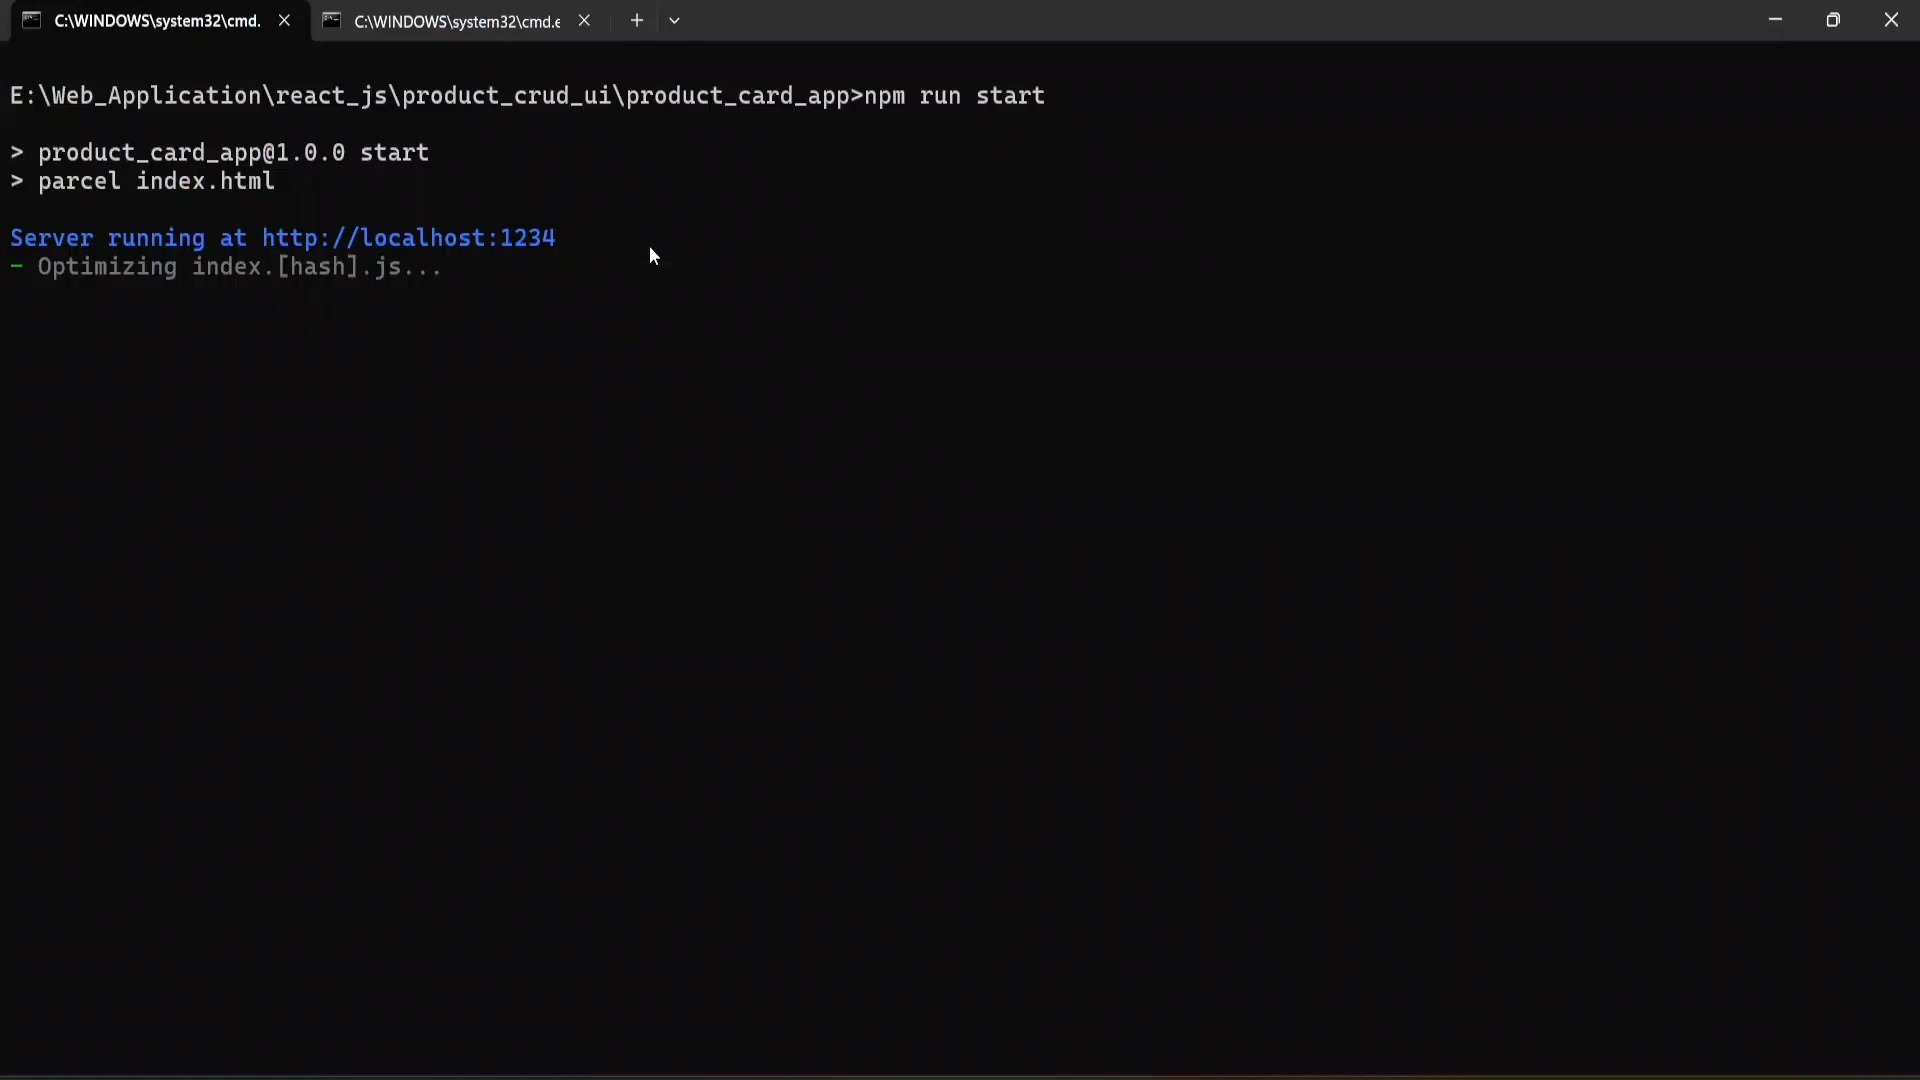 C:\WINDOWS\system32\cmd.
C:\WINDOWS\system32\cmd.e
E:\Web_Application\react_js\product_crud_ui\product_card_app>npm run start
> product_card_app@1.0.0 start
> parcel index.html
Server running at http://localhost:1234
- Optimizing index.[hash].js...